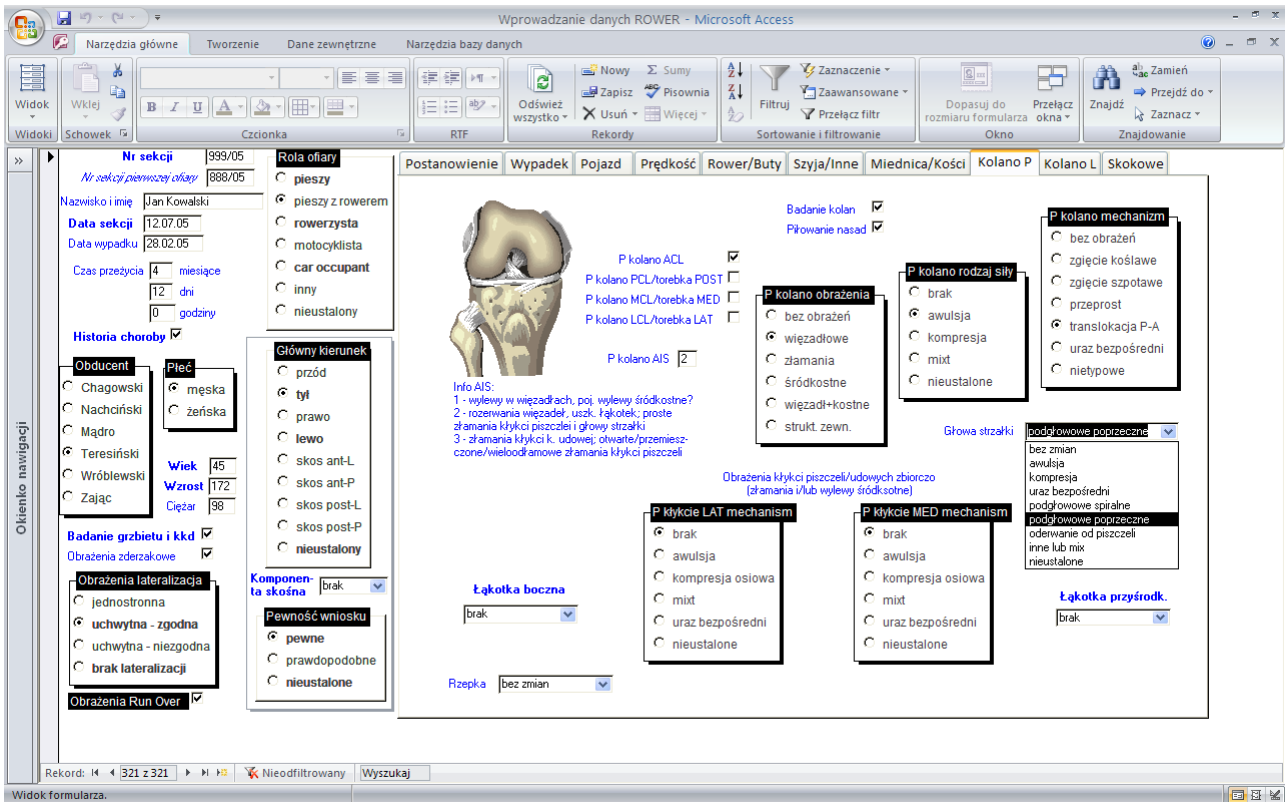 Wprowadzanie danych ROWER - Microsoft Access
Narzędzia główne Tworzenie Dane zewnętrzne Narzędzia bazy danych
Widok
Widoki
Wklej
Schowek
B I U A
Czcionka
RTF
Odśwież wszystko
Nowy
Zapisz
Usuń
Σ Sumy
Pisownia
Więcej
Rekordy
Filtruj
Zaznaczenie
Zaawansowane
Przełącz filtr
Sortowanie i filtrowanie
Dopasuj do rozmiaru formularza
Przełącz okna
Okno
Znajdź
Zamień
Przejdź do
Zaznacz
Znajdowanie
Okienko nawigacji
Nr sekcji 999/05
Nr sekcji pierwszej ofiary 888/05
Nazwisko i imię Jan Kowalski
Data sekcji 12.07.05
Data wypadku 28.02.05
Czas przeżycia 4 miesiące
12 dni
0 godziny
Historia choroby
Obducent
Chagowski
Nachciński
Mądro
Teresiński
Wróblewski
Zając
Płeć
męska
żeńska
Wiek 45
Wzrost 172
Ciężar 98
Badanie grzbietu i kkd
Obrażenia zderzakowe
Obrażenia lateralizacja
jednostronna
uchwytna - zgodna
uchwytna - niezgodna
brak lateralizacji
Obrażenia Run Over
Rola ofiary
pieszy
pieszy z rowerem
rowerzysta
motocyklista
car occupant
inny
nieustalony
Główny kierunek
przód
tył
prawo
lewo
skos ant-L
skos ant-P
skos post-L
skos post-P
nieustalony
Komponen-
ta skośna brak
Pewność wniosku
pewne
prawdopodobne
nieustalone
Postanowienie Wypadek Pojazd Prędkość Rower/Buty Szyja/Inne Miednica/Kości Kolano P Kolano L Skokowe
Badanie kolan
Piłowanie nasad
P kolano ACL
P kolano PCL/torebka POST
P kolano MCL/torebka MED
P kolano LCL/torebka LAT
P kolano AIS 2
Info AIS:
1 - wylewy w więzadłach, poj. wylewy śródkostne?
2 - rozerwania więzadeł, uszk. łąkotek; proste
złamania kłykci piszczlei i głowy strzałki
3 - złamania kłykci k. udowej; otwarte/przemiesz-
czone/wieloodłamowe złamania kłykci piszczeli
P kolano obrażenia
bez obrażeń
więzadłowe
złamania
śródkostne
więzadł+kostne
strukt. zewn.
P kolano rodzaj siły
brak
awulsja
kompresja
mixt
nieustalone
P kolano mechanizm
bez obrażeń
zgięcie koślawe
zgięcie szpotawe
przeprost
translokacja P-A
uraz bezpośredni
nietypowe
Głowa strzałki podgłowowe poprzeczne
bez zmian
awulsja
kompresja
uraz bezpośredni
podgłowowe spiralne
podgłowowe poprzeczne
oderwanie od piszczeli
inne lub mix
nieustalone
Obrażenia kłykci piszczeli/udowych zbiorczo
(złamania i/lub wylewy śródksotne)
P kłykcie LAT mechanism
brak
awulsja
kompresja osiowa
mixt
uraz bezpośredni
nieustalone
P kłykcie MED mechanism
brak
awulsja
kompresja osiowa
mixt
uraz bezpośredni
nieustalone
Łąkotka boczna
brak
Łąkotka przyśrodk.
brak
Rzepka bez zmian
Rekord: 321 z 321 Nieodfiltrowany Wyszukaj
Widok formularza.